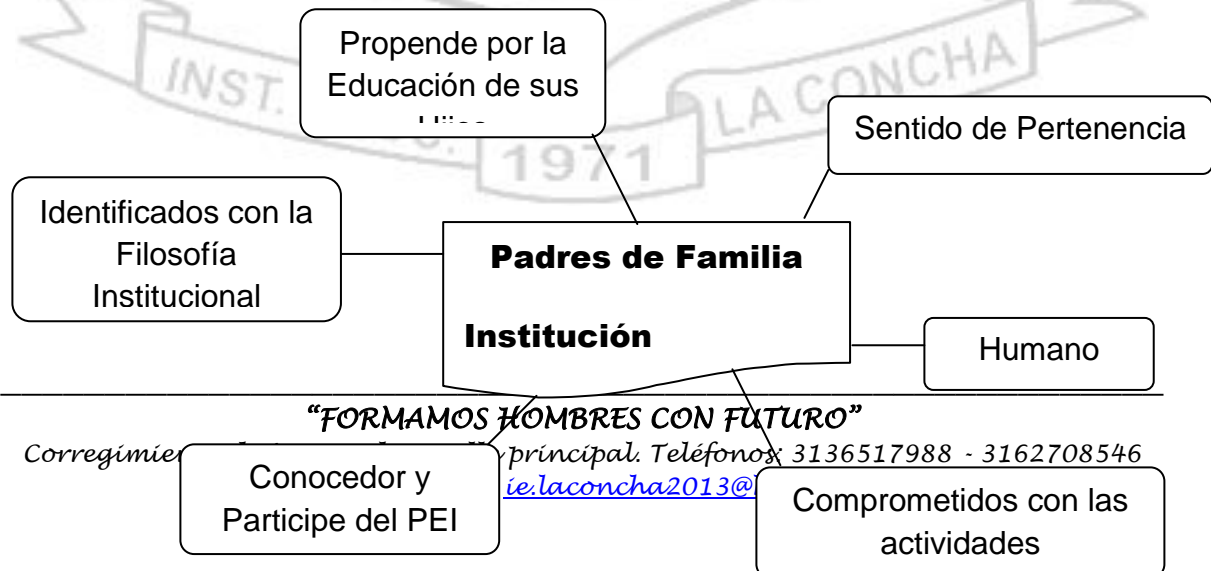 INST.
LA CONCHA
1971
Propende por la
Educación de sus
Sentido de Pertenencia
Identificados con la
Filosofía
Institucional
Padres de Familia
Institución
Humano
“FORMAMOS HOMBRES CON FUTURO”
principal. Teléfonos: 3136517988 - 3162708546
ie.laconcha2013@
Conocedor y
Participe del PEI
Comprometidos con las
actividades